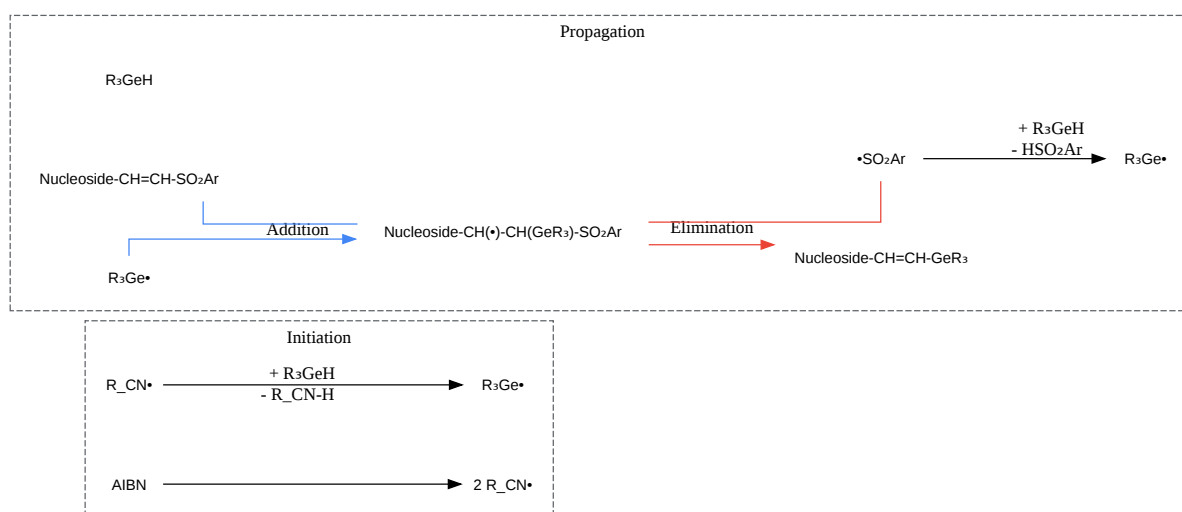 Propagation
R₃GeH
+ R₃GeH
- HSO₂Ar
•SO₂Ar
R₃Ge•
Nucleoside-CH=CH-SO₂Ar
Addition
Nucleoside-CH(•)-CH(GeR₃)-SO₂Ar
Elimination
Nucleoside-CH=CH-GeR₃
R₃Ge•
Initiation
R_CN•
+ R₃GeH
- R_CN-H
R₃Ge•
AIBN
2 R_CN•